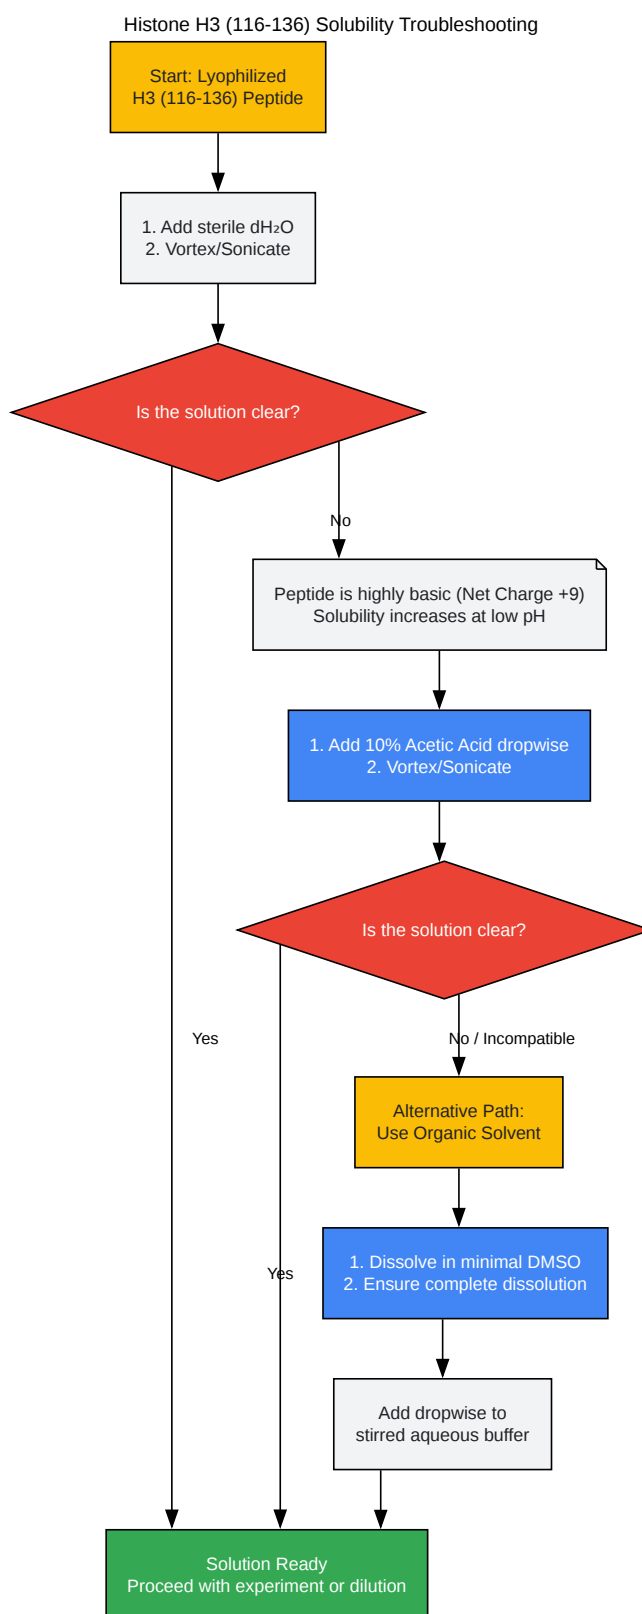 Histone H3 (116-136) Solubility Troubleshooting
Start: Lyophilized
H3 (116-136) Peptide
1. Add sterile dH₂O
2. Vortex/Sonicate
Is the solution clear?
No
Peptide is highly basic (Net Charge +9)
Solubility increases at low pH
1. Add 10% Acetic Acid dropwise
2. Vortex/Sonicate
Is the solution clear?
Yes
No / Incompatible
Alternative Path:
Use Organic Solvent
1. Dissolve in minimal DMSO
2. Ensure complete dissolution
Yes
Add dropwise to
stirred aqueous buffer
Solution Ready
Proceed with experiment or dilution